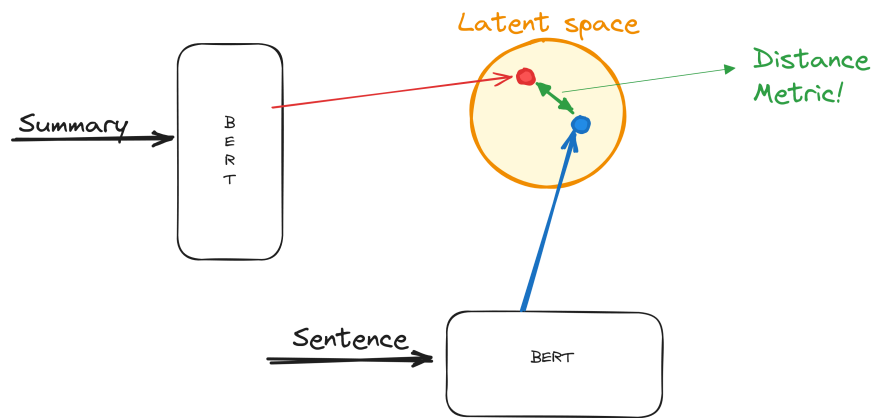 Latent space
Distance
Metric!
Summary
B
E
R
T
Sentence
BERT